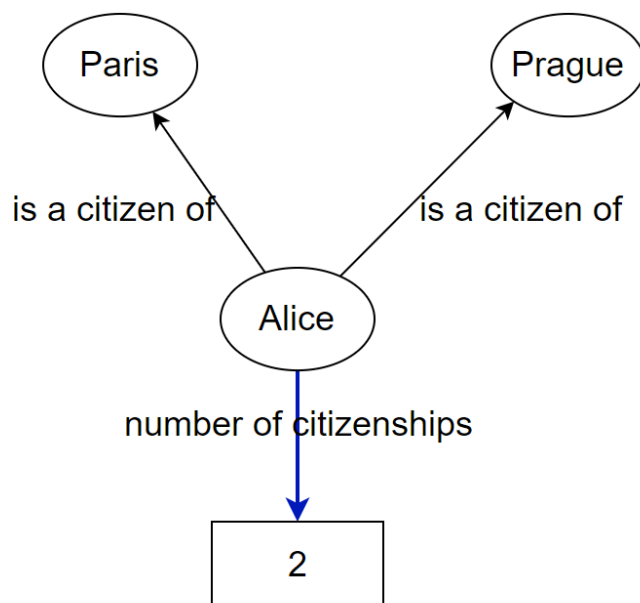 Paris
Prague
is a citizen of
is a citizen of
Alice
number of citizenships
2